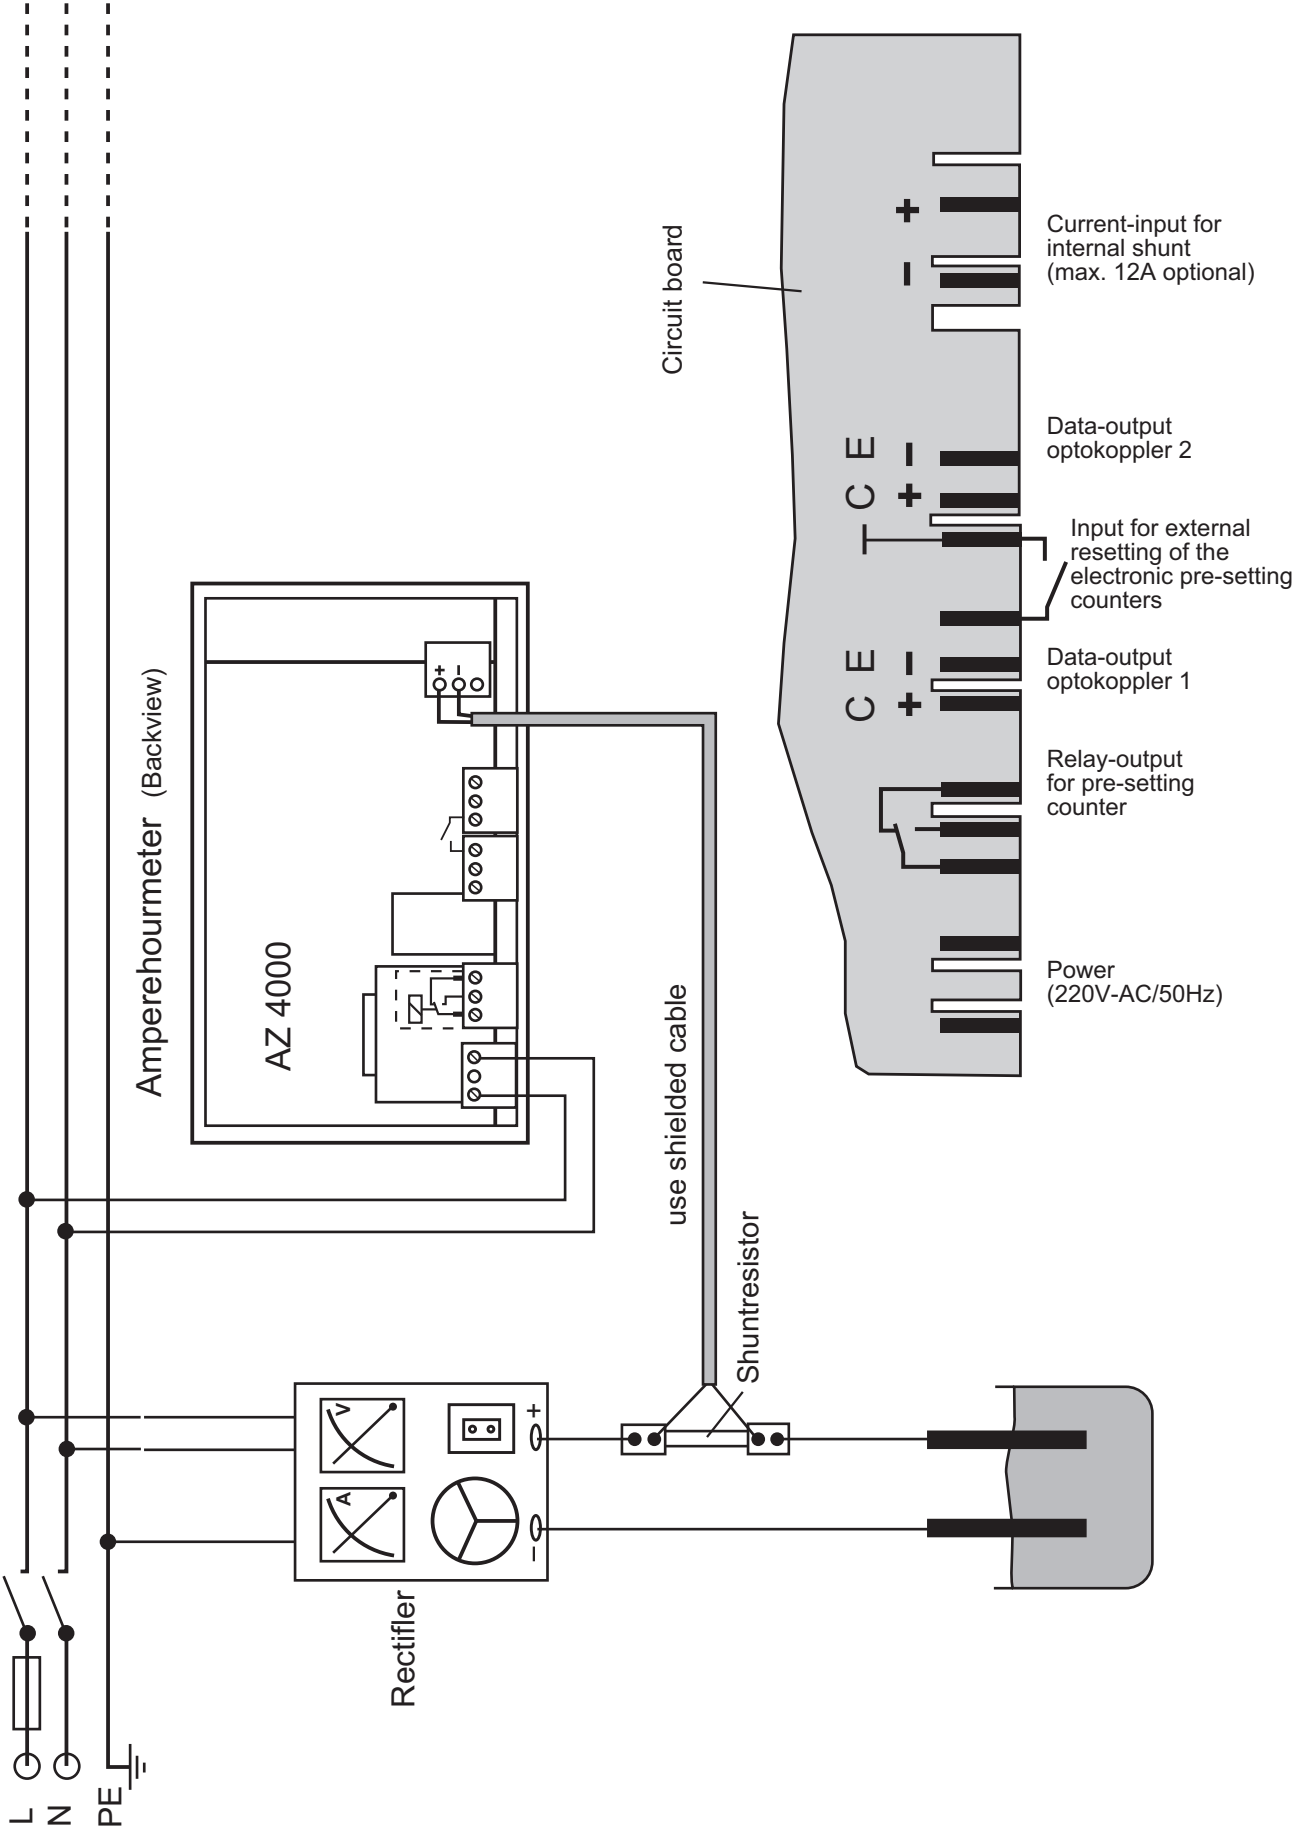 Circuit board
+
−
Current-input for
internal shunt
(max. 12A optional)
C E
+ −
Data-output
optokoppler 2
Input for external
resetting of the
electronic pre-setting
counters
C E
+ −
Data-output
optokoppler 1
Relay-output
for pre-setting
counter
Power
(220V-AC/50Hz)
Amperehourmeter (Backview)
AZ 4000
+ −
use shielded cable
Shuntresistor
V
A
+
−
Rectifier
L
N
PE